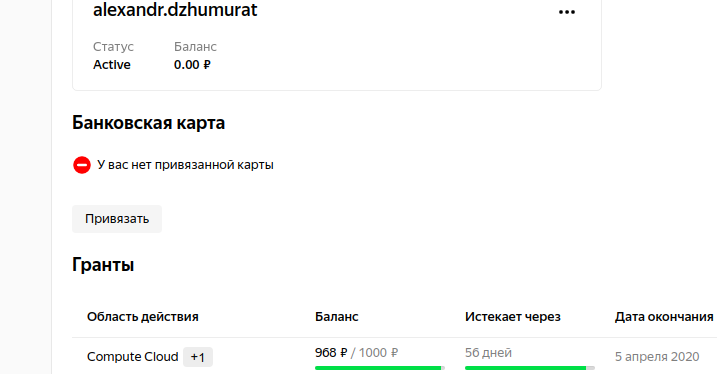 alexandr.dzhumurat
Статус Баланс
Active 0.00 ₽
Банковская карта
У вас нет привязанной карты
Привязать
Гранты
Область действия Баланс Истекает через Дата окончания
Compute Cloud +1 968 ₽ / 1000 ₽ 56 дней 5 апреля 2020